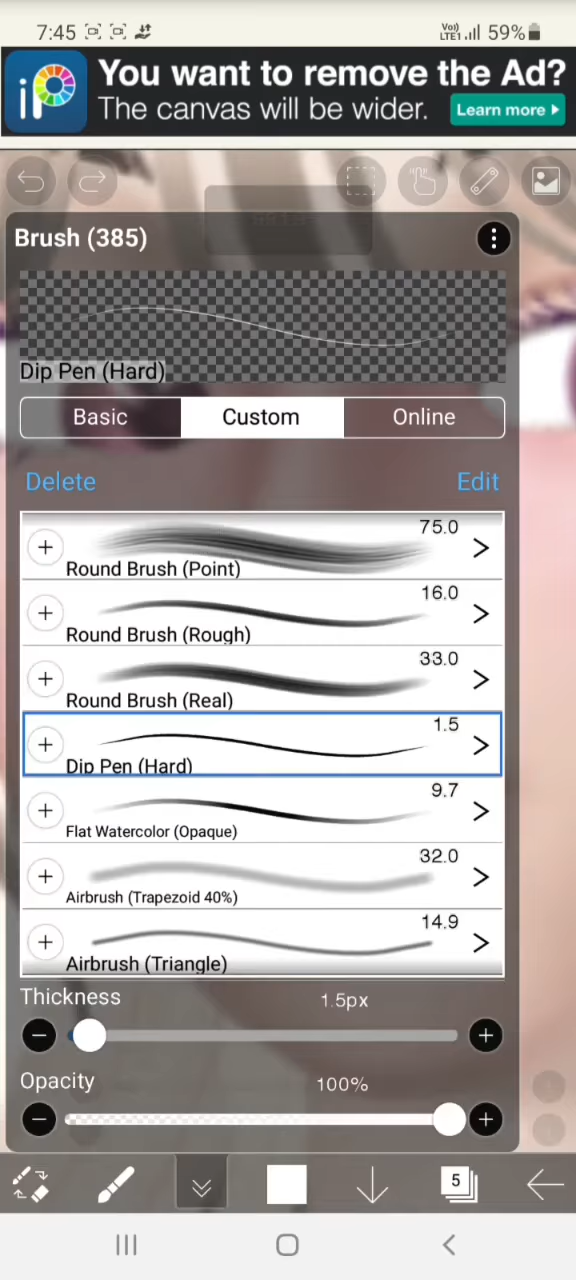 7:45
Vo)) LTE1 59%
iP
You want to remove the Ad?
The canvas will be wider.
Learn more
Brush (385)
Dip Pen (Hard)
Basic Custom Online
Delete Edit
75.0
Round Brush (Point)
16.0
Round Brush (Rough)
33.0
Round Brush (Real)
1.5
Dip Pen (Hard)
9.7
Flat Watercolor (Opaque)
32.0
Airbrush (Trapezoid 40%)
14.9
Airbrush (Triangle)
Thickness 1.5px
Opacity 100%
5